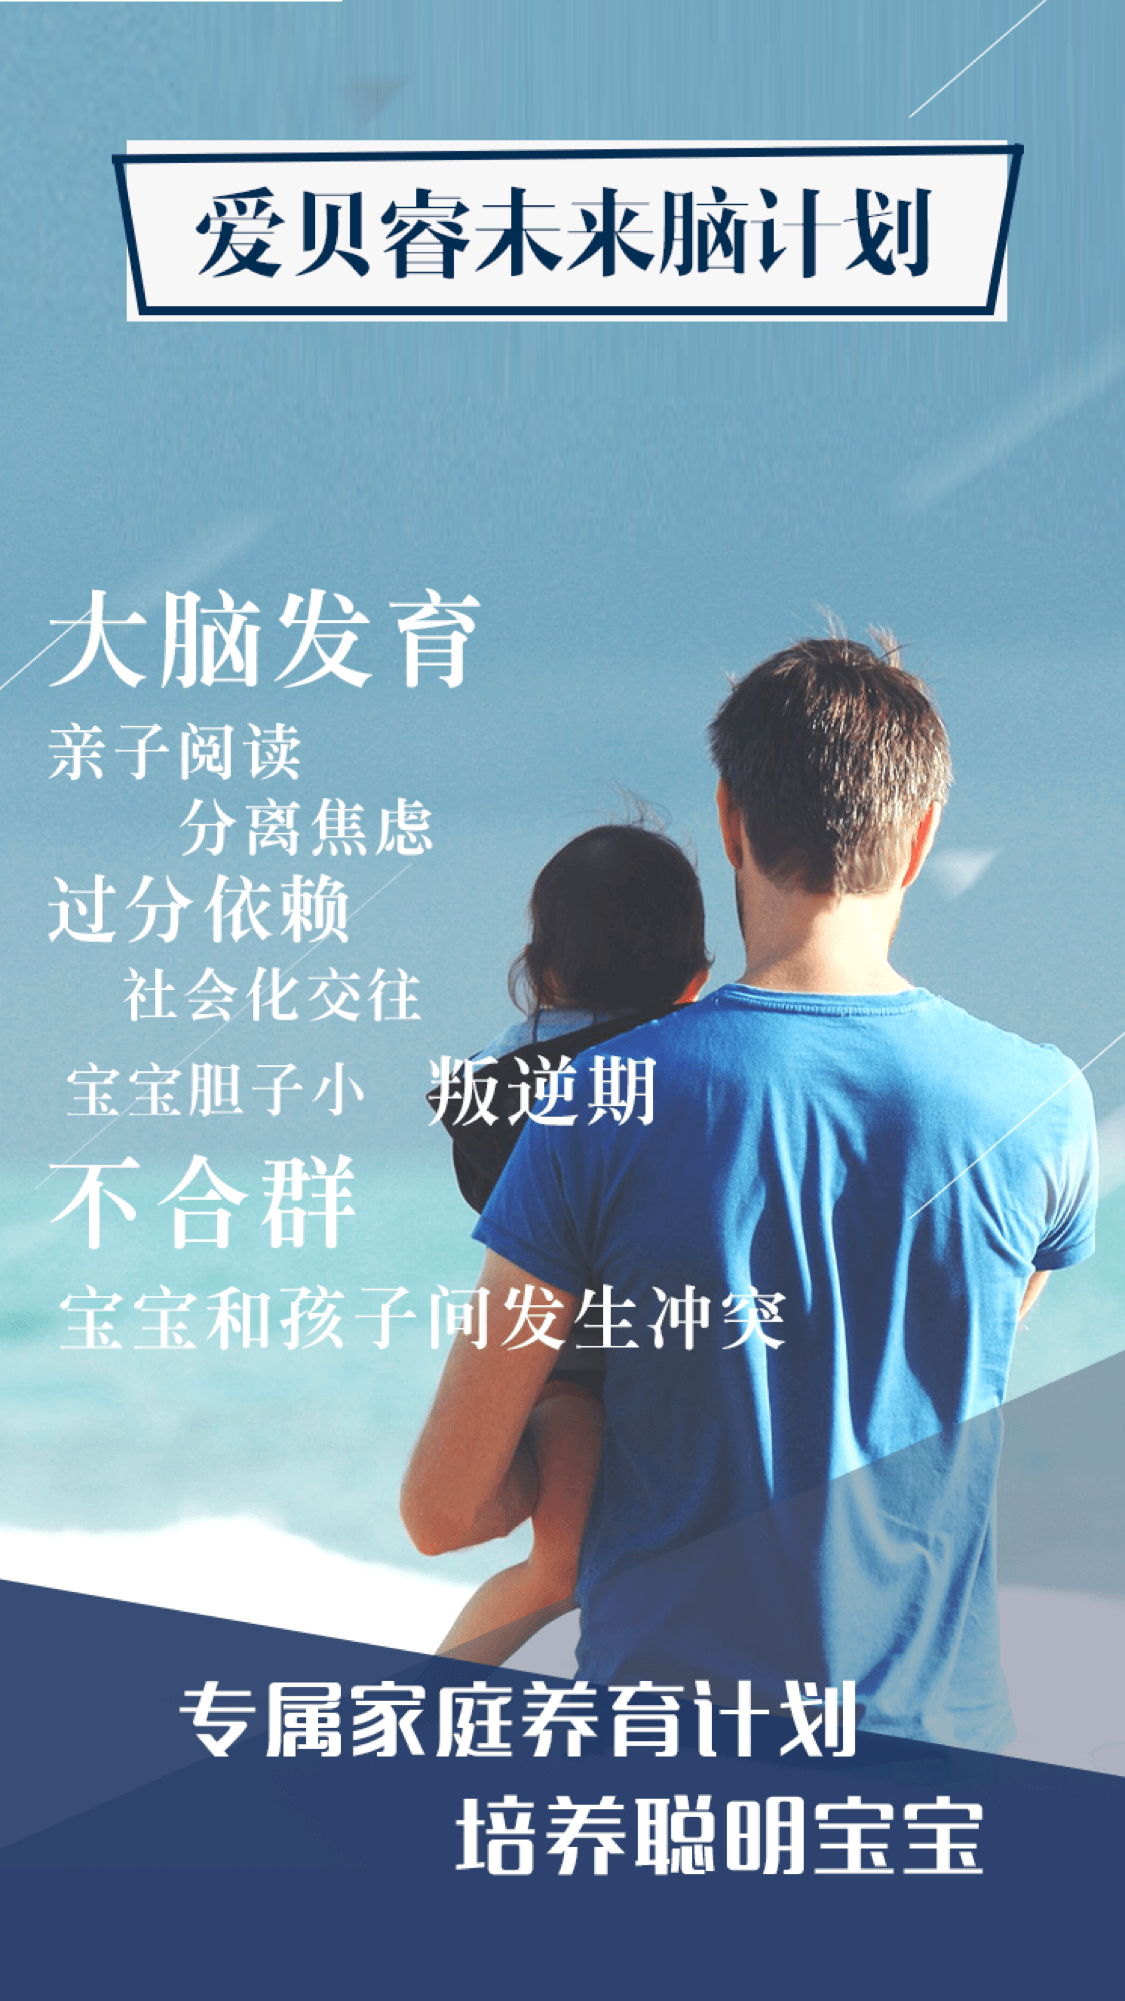 爱贝睿未来脑计划
大脑发育
亲子阅读
分离焦虑
过分依赖
社会化交往
宝宝胆子小 叛逆期
不合群
宝宝和孩子间发生冲突
专属家庭养育计划
培养聪明宝宝